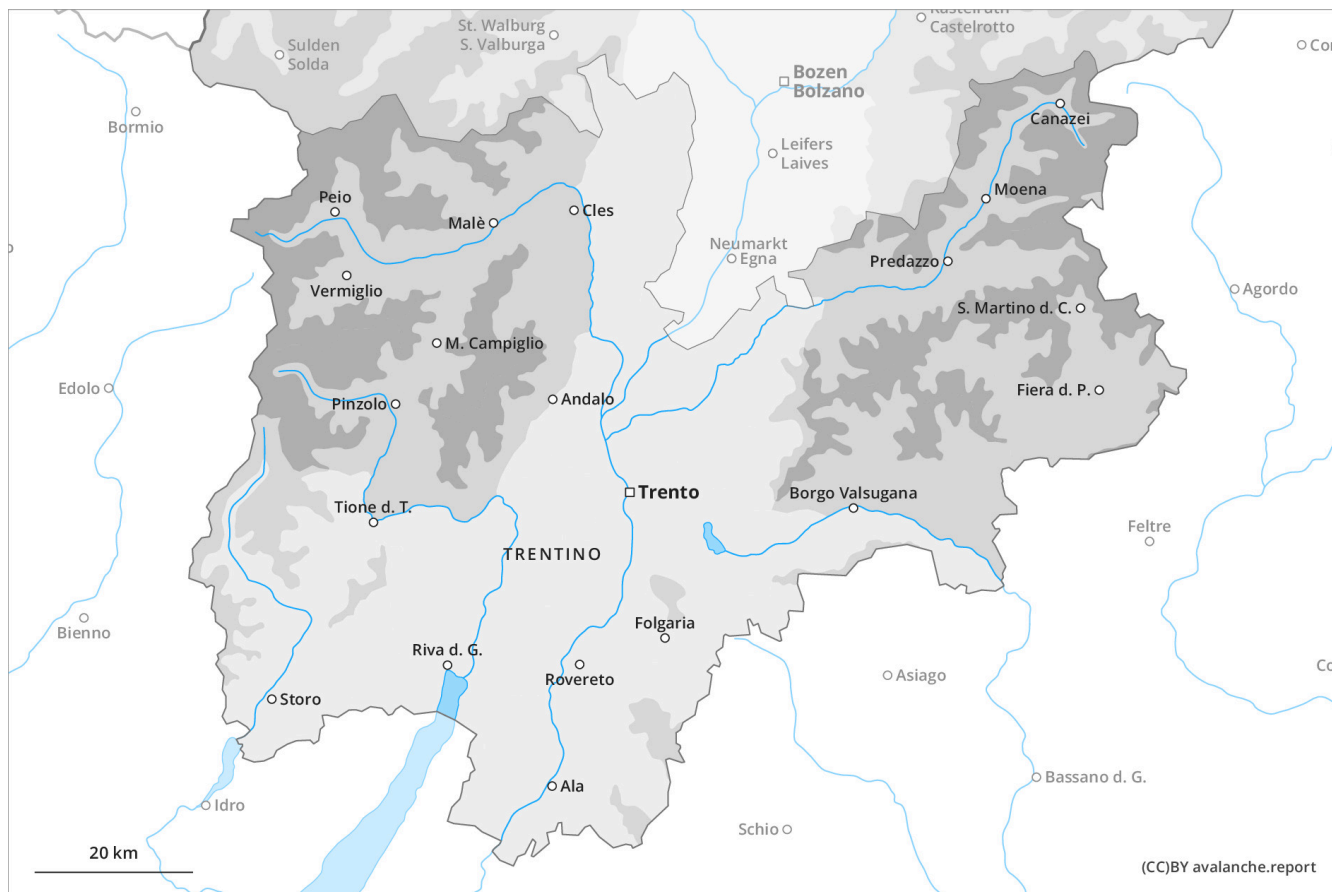 Kastelruth
Castelrotto
St. Walburg
S. Valburga
Sulden
Solda
Bozen
Bolzano
Bormio
Canazei
Leifers
Laives
Peio
Moena
Malè
Cles
Neumarkt
Egna
Predazzo
Vermiglio
Agordo
S. Martino d. C.
M. Campiglio
Edolo
Fiera d. P.
Pinzolo
Andalo
Trento
Borgo Valsugana
Tione d. T.
Feltre
TRENTINO
Bienno
Folgaria
Riva d. G.
Rovereto
Asiago
Storo
Ala
Bassano d. G.
Idro
Schio
20 km
(CC)BY avalanche.report